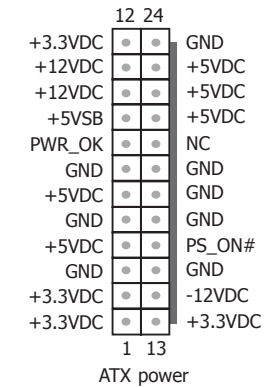 12 24
+3.3VDC GND
+12VDC +5VDC
+12VDC +5VDC
+5VSB +5VDC
PWR_OK NC
GND GND
+5VDC GND
GND GND
+5VDC PS_ON#
GND GND
+3.3VDC -12VDC
+3.3VDC +3.3VDC
1 13
ATX power